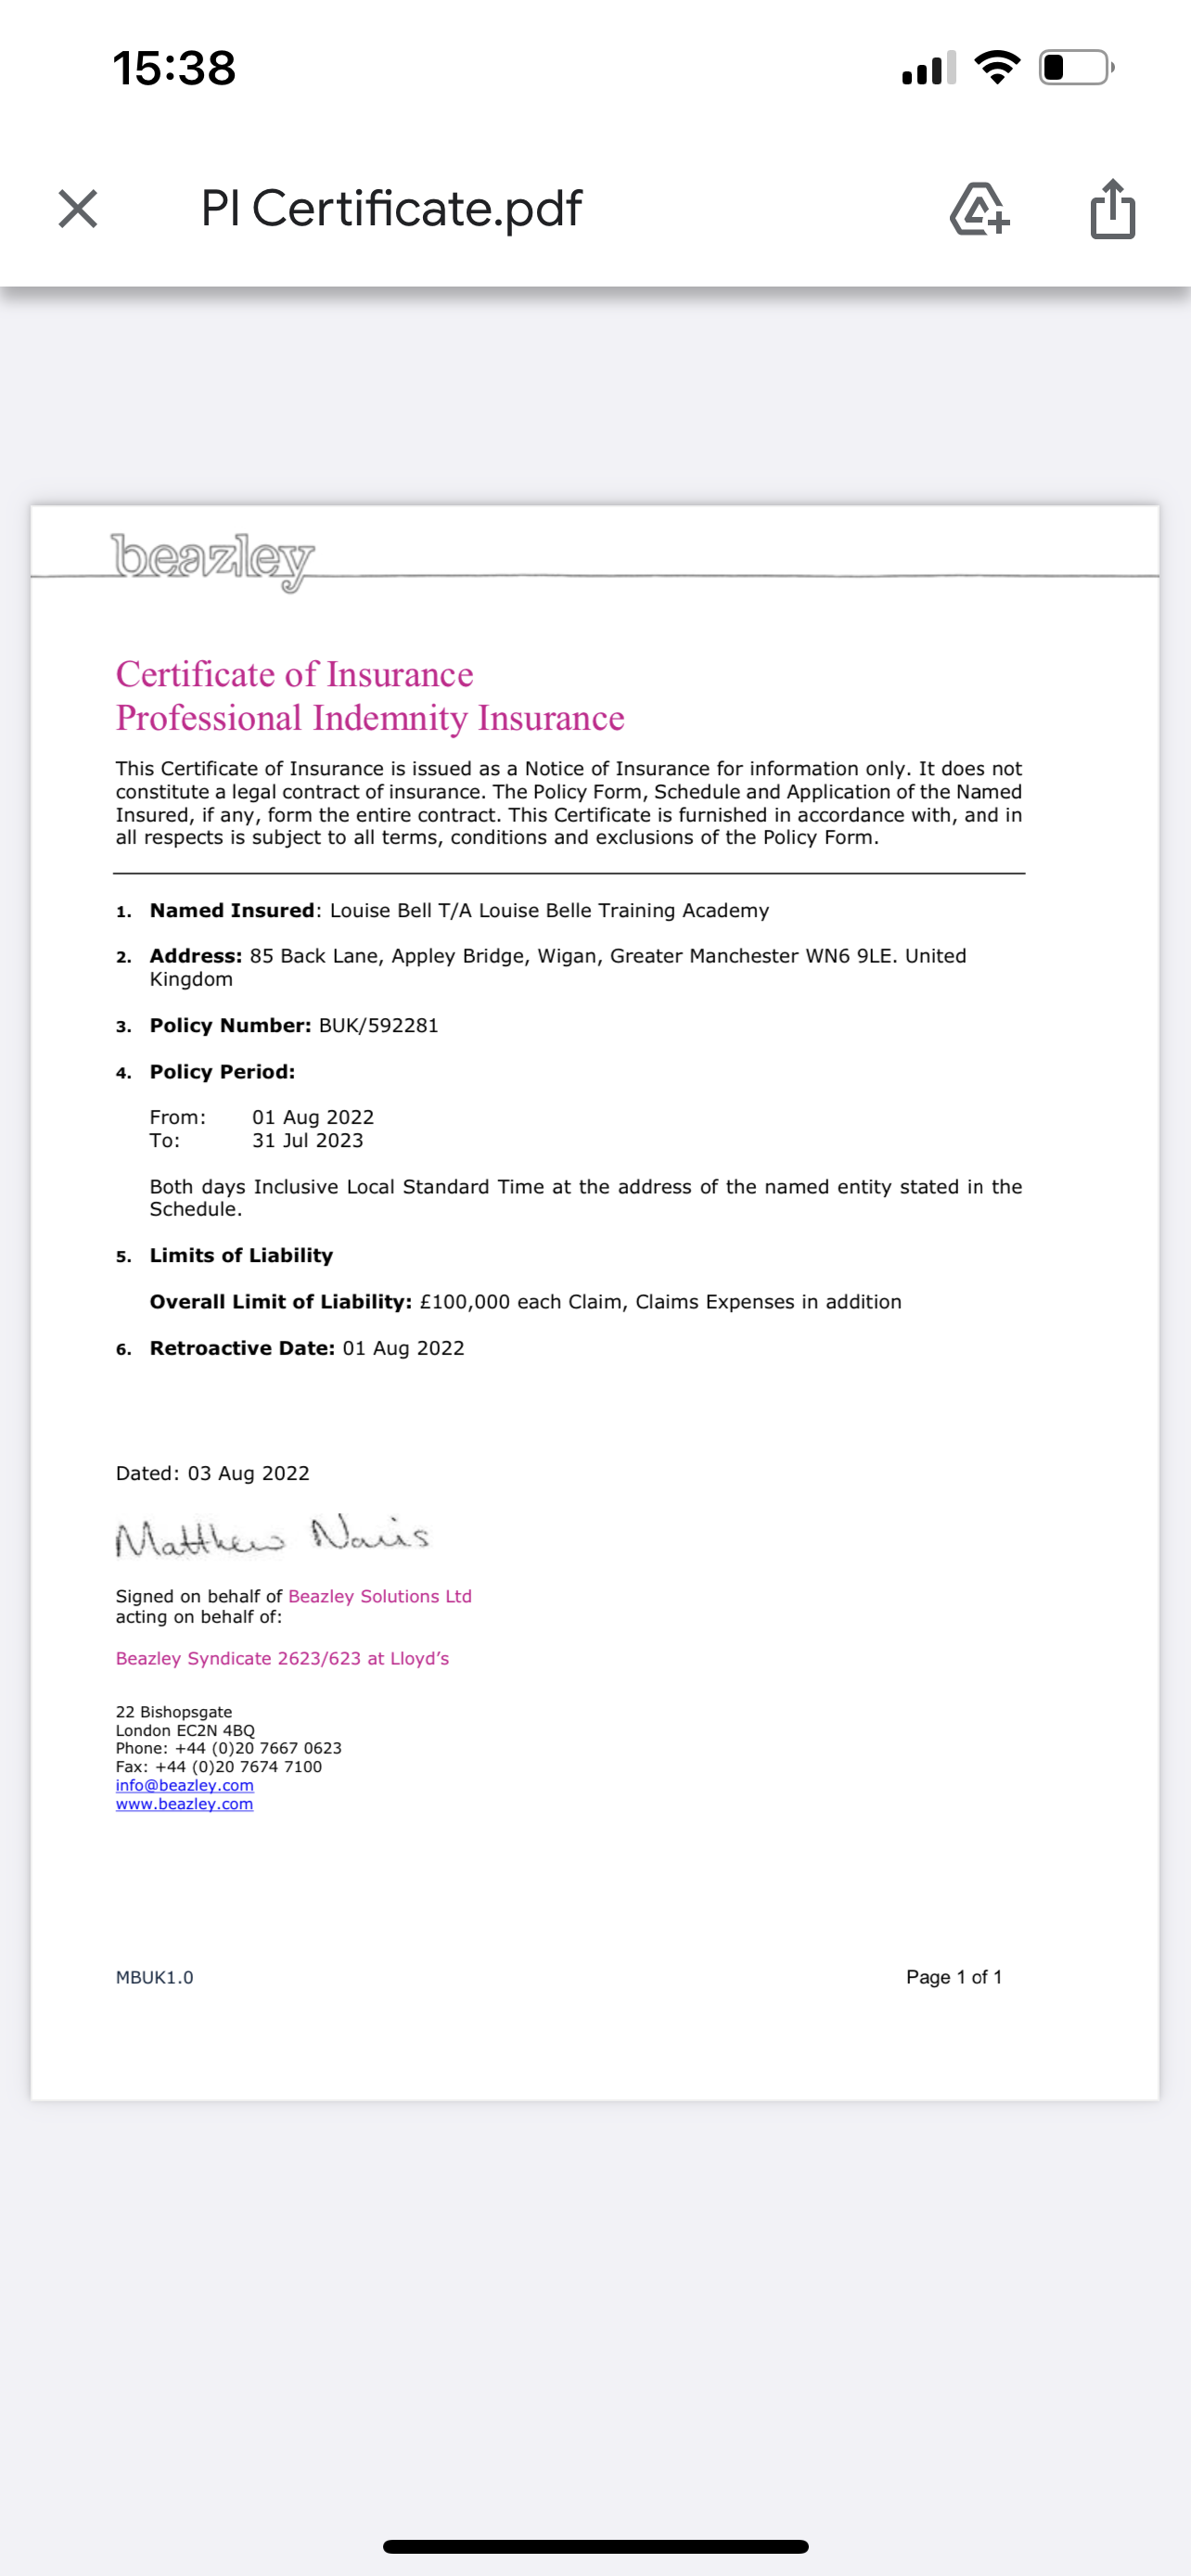 15:38
PI Certificate.pdf
beazley
Certificate of Insurance
Professional Indemnity Insurance
This Certificate of Insurance is issued as a Notice of Insurance for information only. It does not
constitute a legal contract of insurance. The Policy Form, Schedule and Application of the Named
Insured, if any, form the entire contract. This Certificate is furnished in accordance with, and in
all respects is subject to all terms, conditions and exclusions of the Policy Form.
1. Named Insured: Louise Bell T/A Louise Belle Training Academy
2. Address: 85 Back Lane, Appley Bridge, Wigan, Greater Manchester WN6 9LE. United
Kingdom
3. Policy Number: BUK/592281
4. Policy Period:
From: 01 Aug 2022
To: 31 Jul 2023
Both days Inclusive Local Standard Time at the address of the named entity stated in the
Schedule.
5. Limits of Liability
Overall Limit of Liability: £100,000 each Claim, Claims Expenses in addition
6. Retroactive Date: 01 Aug 2022
Dated: 03 Aug 2022
Matthew
Signed on behalf of Beazley Solutions Ltd
acting on behalf of:
Beazley Syndicate 2623/623 at Lloyd’s
22 Bishopsgate
London EC2N 4BQ
Phone: +44 (0)20 7667 0623
Fax: +44 (0)20 7674 7100
info@beazley.com
www.beazley.com
MBUK1.0 Page 1 of 1